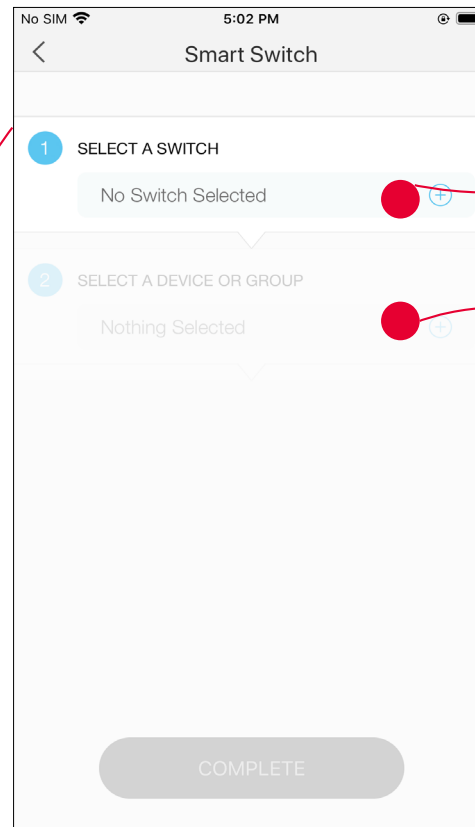 No SIM 5:02 PM
Smart Switch
1 SELECT A SWITCH
No Switch Selected
2 SELECT A DEVICE OR GROUP
Nothing Selected
COMPLETE